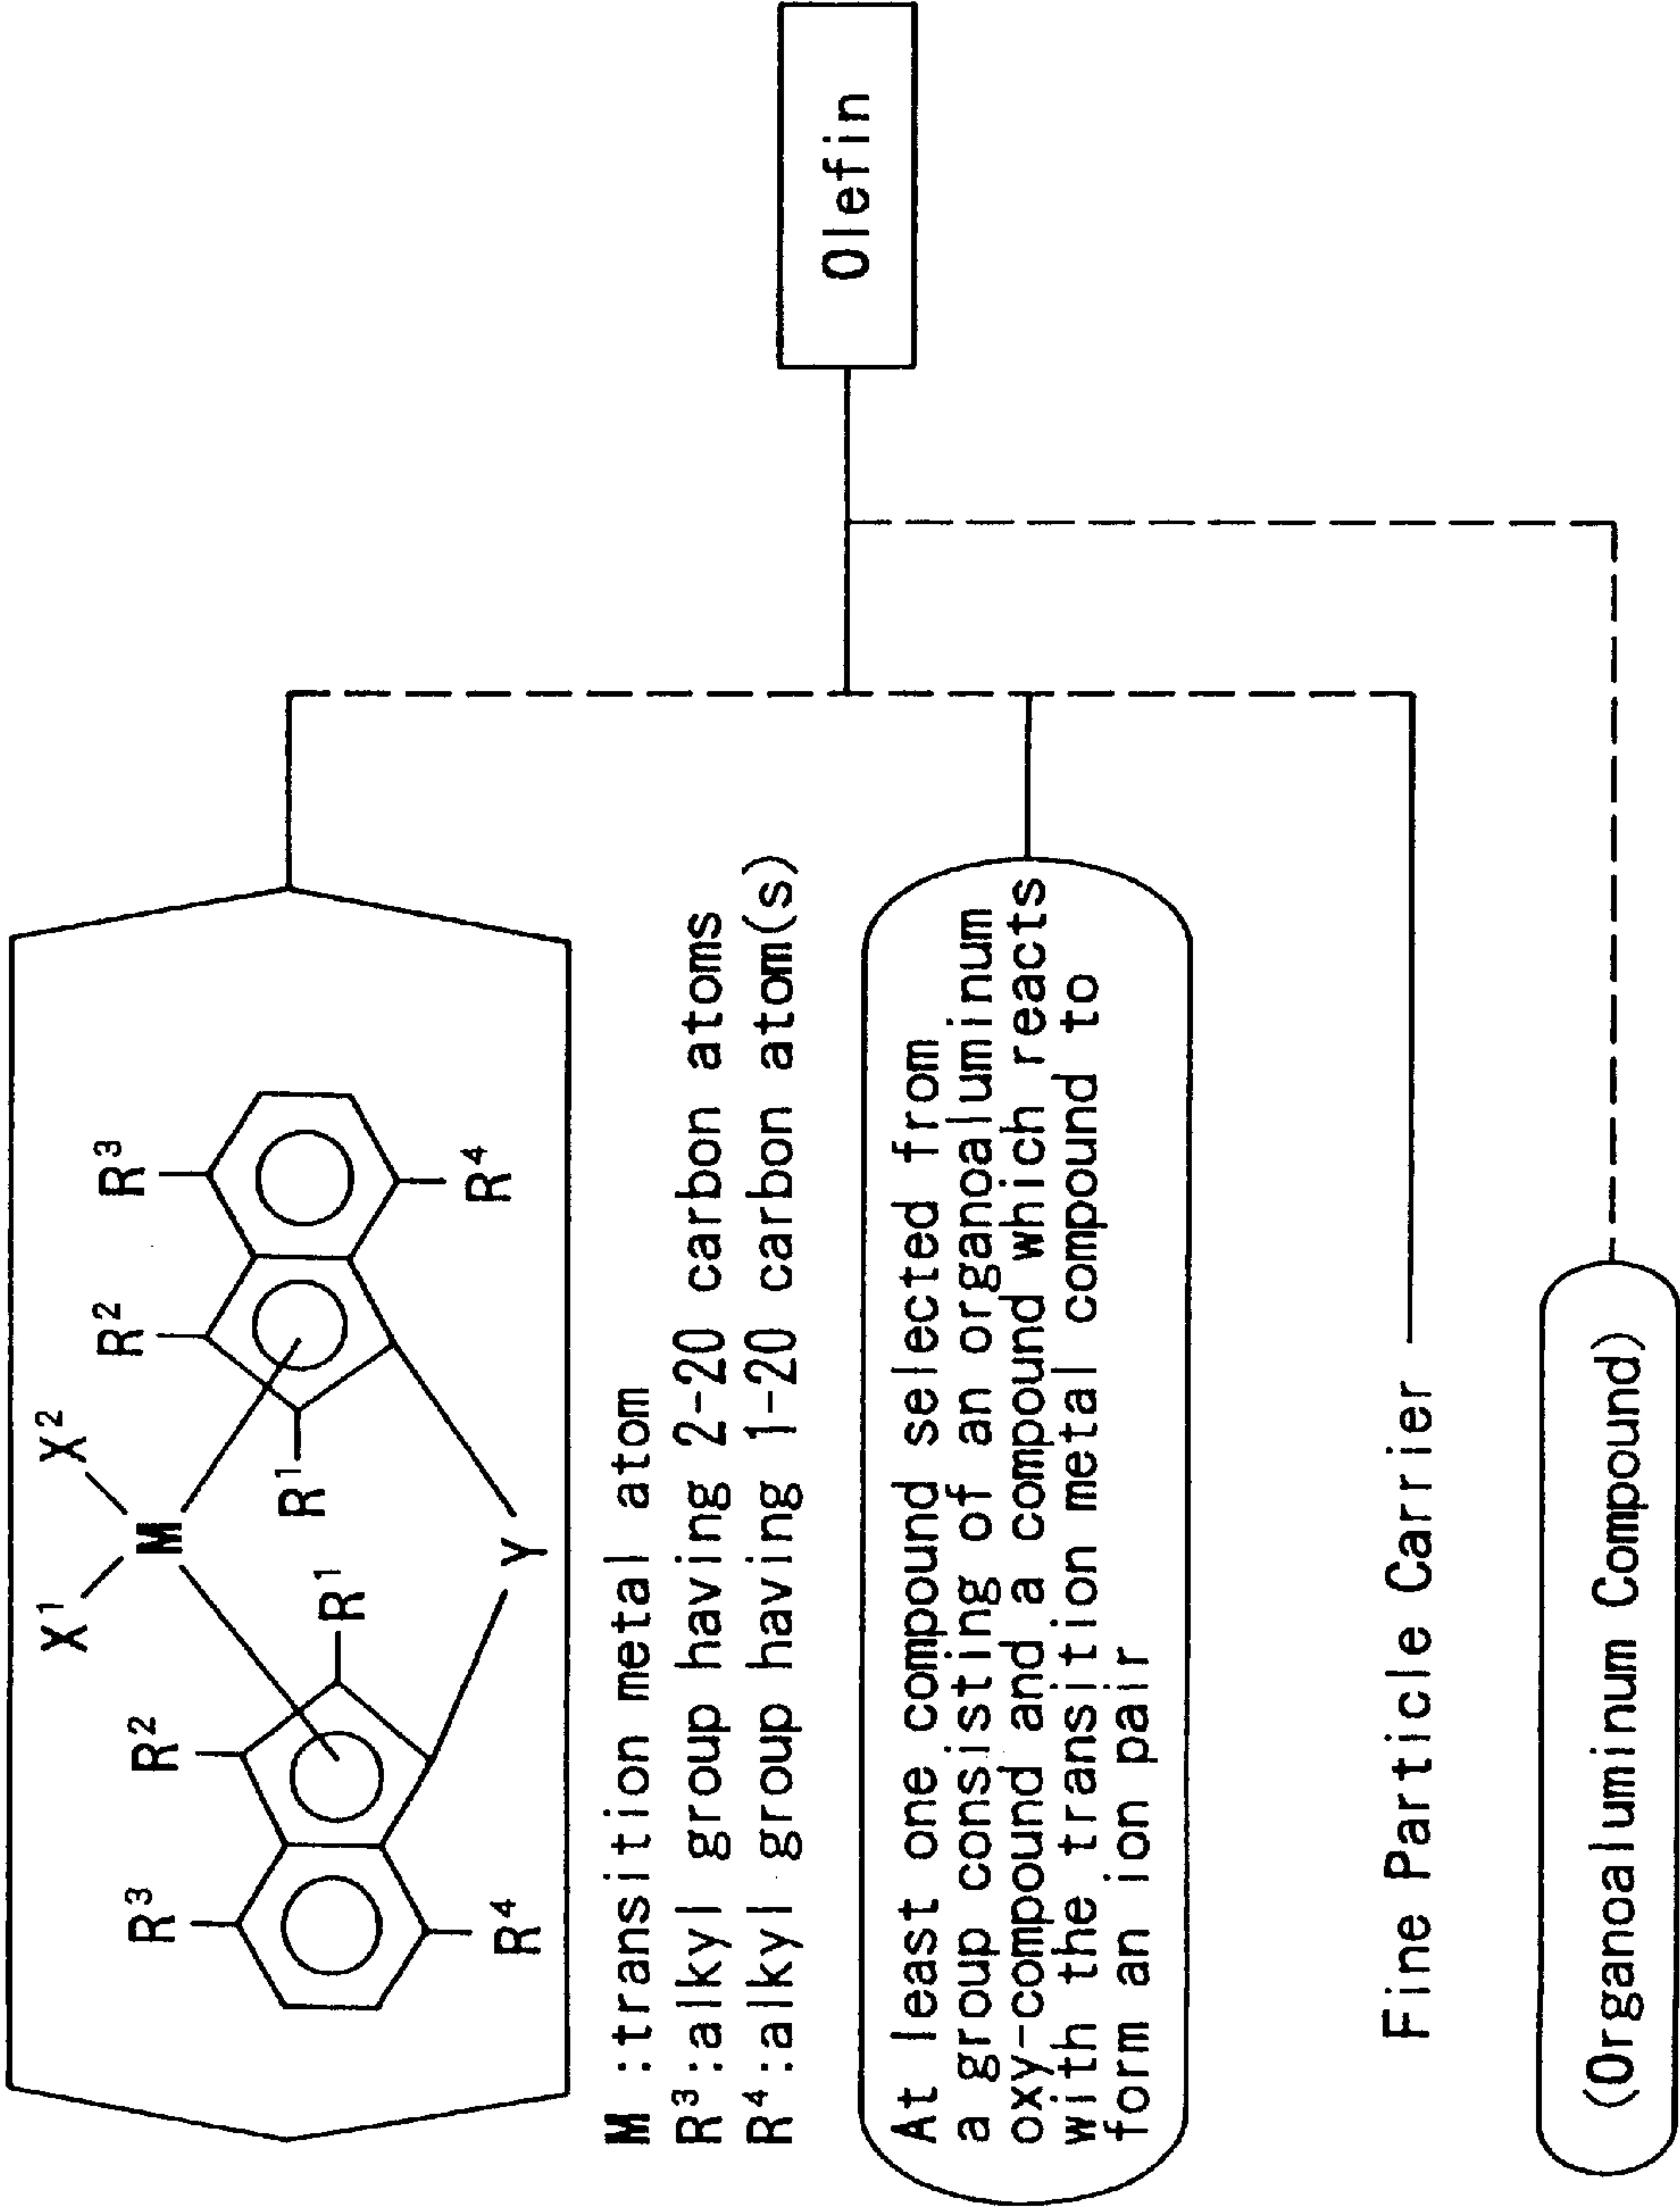 X¹ X²
M
R³ R² R² R³
R¹ R¹
R⁴ R⁴
Y
M :transition metal atom
R³:alkyl group having 2-20 carbon atoms
R⁴:alkyl group having 1-20 carbon atom(s)
At least one compound selected from
a group consisting of an organoaluminum
oxy-compound and a compound which reacts
with the transition metal compound to
form an ion pair
Fine Particle Carrier
(Organoaluminum Compound)
Olefin